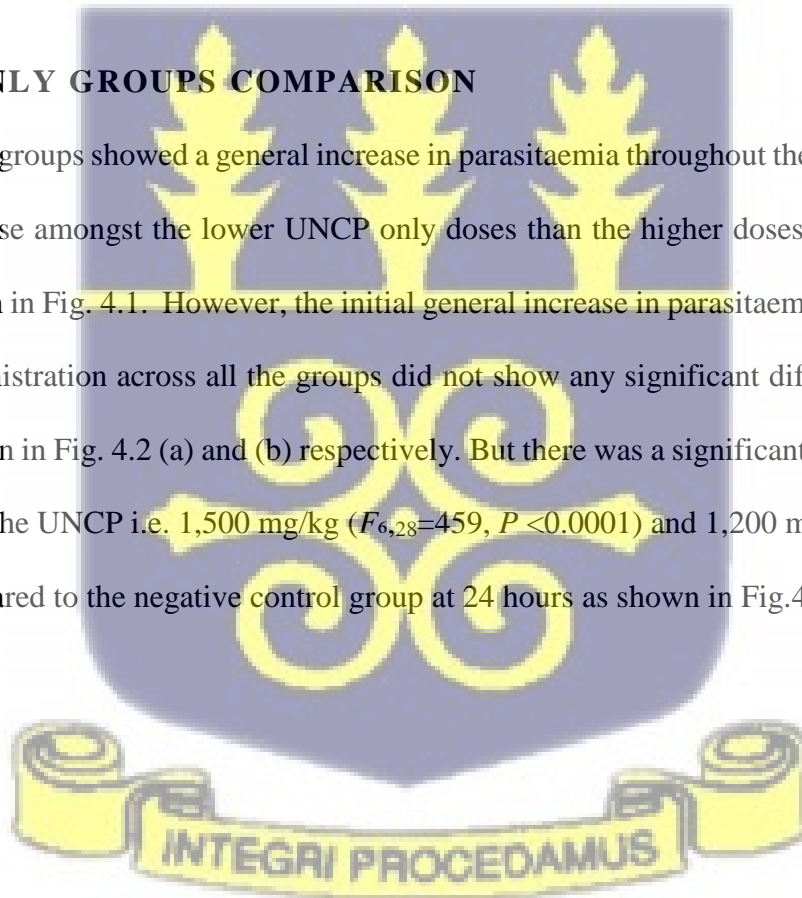 NLY GROUPS COMPARISON
groups showed a general increase in parasitaemia throughout the
se amongst the lower UNCP only doses than the higher doses
n in Fig. 4.1. However, the initial general increase in parasitaem
nistration across all the groups did not show any significant dif
n in Fig. 4.2 (a) and (b) respectively. But there was a significant
he UNCP i.e. 1,500 mg/kg (F₆,₂₈=459, P <0.0001) and 1,200 m
ared to the negative control group at 24 hours as shown in Fig.4
INTEGRI PROCEDAMUS